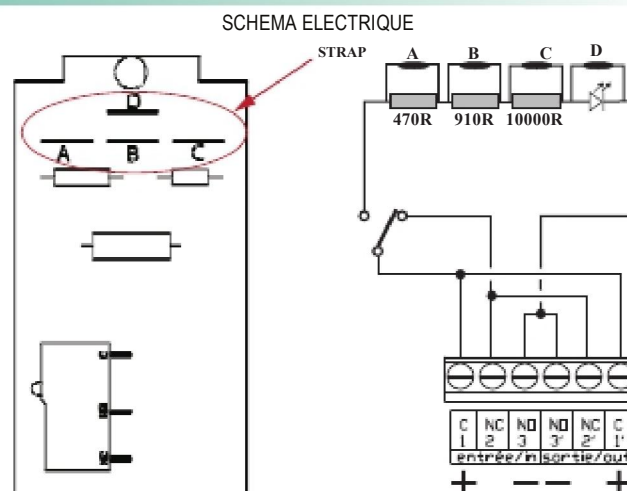 SCHEMA ELECTRIQUE
STRAP
A B C D
470R 910R 10000R
D
A B C
C NC NO NO NC C
1 2 3 3' 2' 1'
entrée/in sortie/out
+ - - +